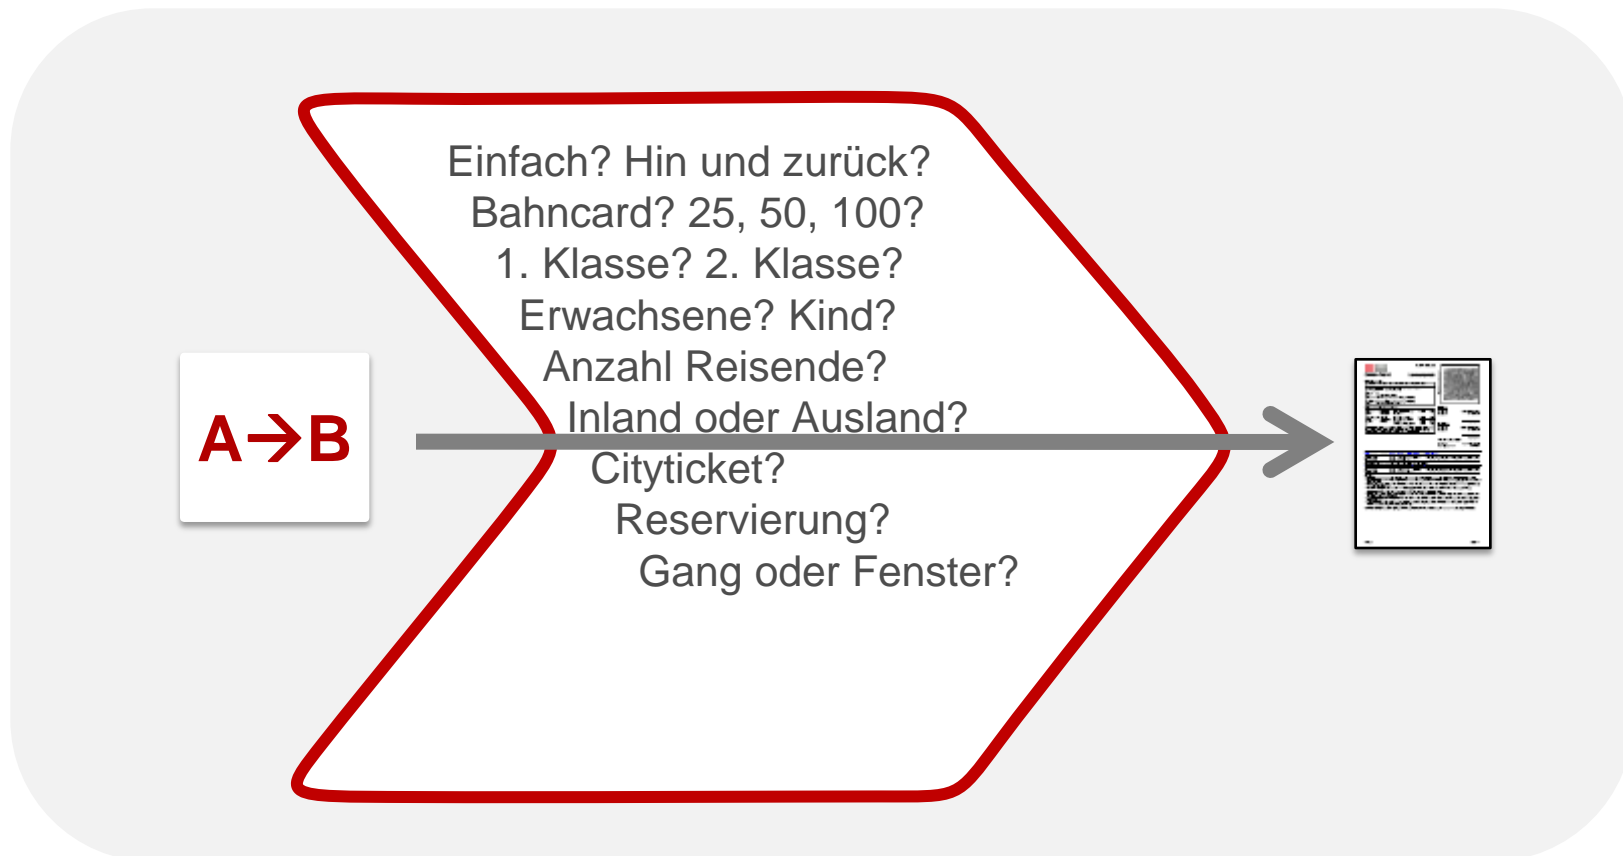 Einfach? Hin und zurück?
Bahncard? 25, 50, 100?
1. Klasse? 2. Klasse?
Erwachsene? Kind?
Anzahl Reisende?
Inland oder Ausland?
A→B
Cityticket?
Reservierung?
Gang oder Fenster?